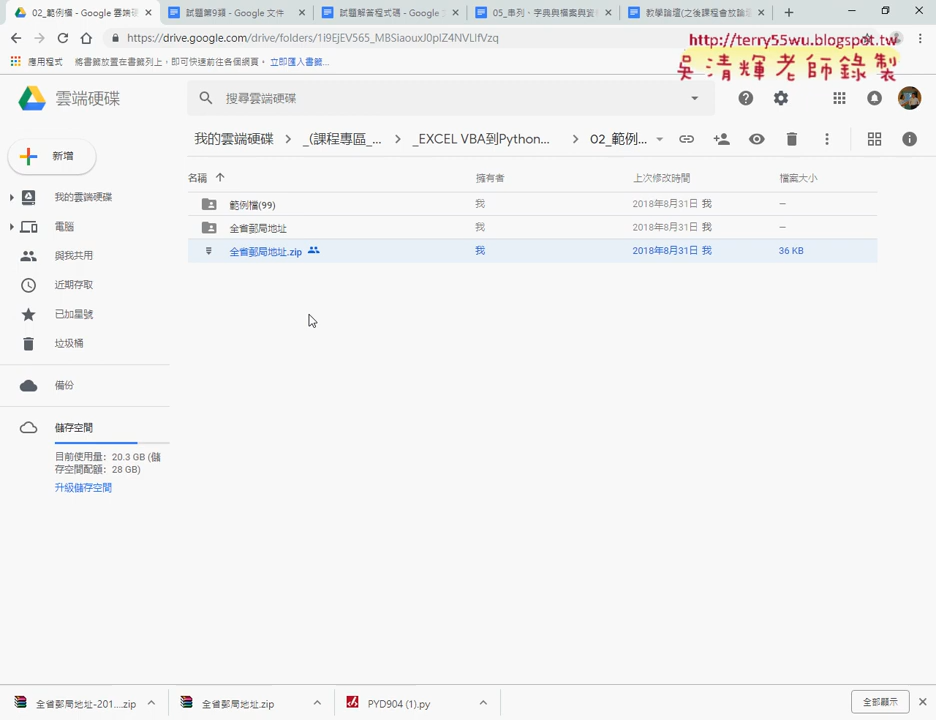 02_範例檔 - Google 雲端硬
試題第9類 - Google 文件
試題解答程式碼 - Google
05_串列、字典與檔案與資
教學論壇(之後課程會放論壇
https://drive.google.com/drive/folders/1I9EjEV565_MBSiaouxJ0pIZ4NVLIfVzq
http://terry55wu.blogspot.tw
吳清輝老師錄製
應用程式
將書籤放置在書籤列上，即可快速前往各個網頁。
立即匯入書籤...
雲端硬碟
搜尋雲端硬碟
新增
我的雲端硬碟
_(課程專區_...
_EXCEL VBA到Python...
02_範例...
名稱
擁有者
上次修改時間
檔案大小
範例檔(99)
我
2018年8月31日 我
–
全省郵局地址
我
2018年8月31日 我
–
全省郵局地址.zip
我
2018年8月31日 我
36 KB
我的雲端硬碟
電腦
與我共用
近期存取
已加星號
垃圾桶
備份
儲存空間
目前使用量：20.3 GB (儲
存空間配額：28 GB)
升級儲存空間
全省郵局地址-201....zip
全省郵局地址.zip
PYD904 (1).py
全部顯示